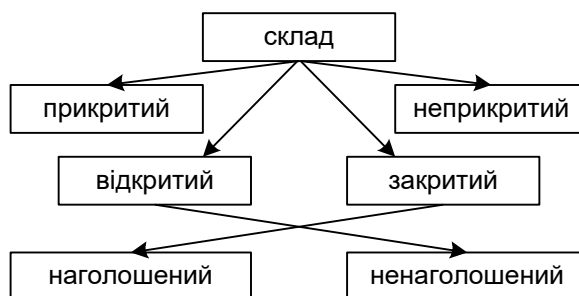 склад
прикритий
неприкритий
відкритий
закритий
наголошений
ненаголошений